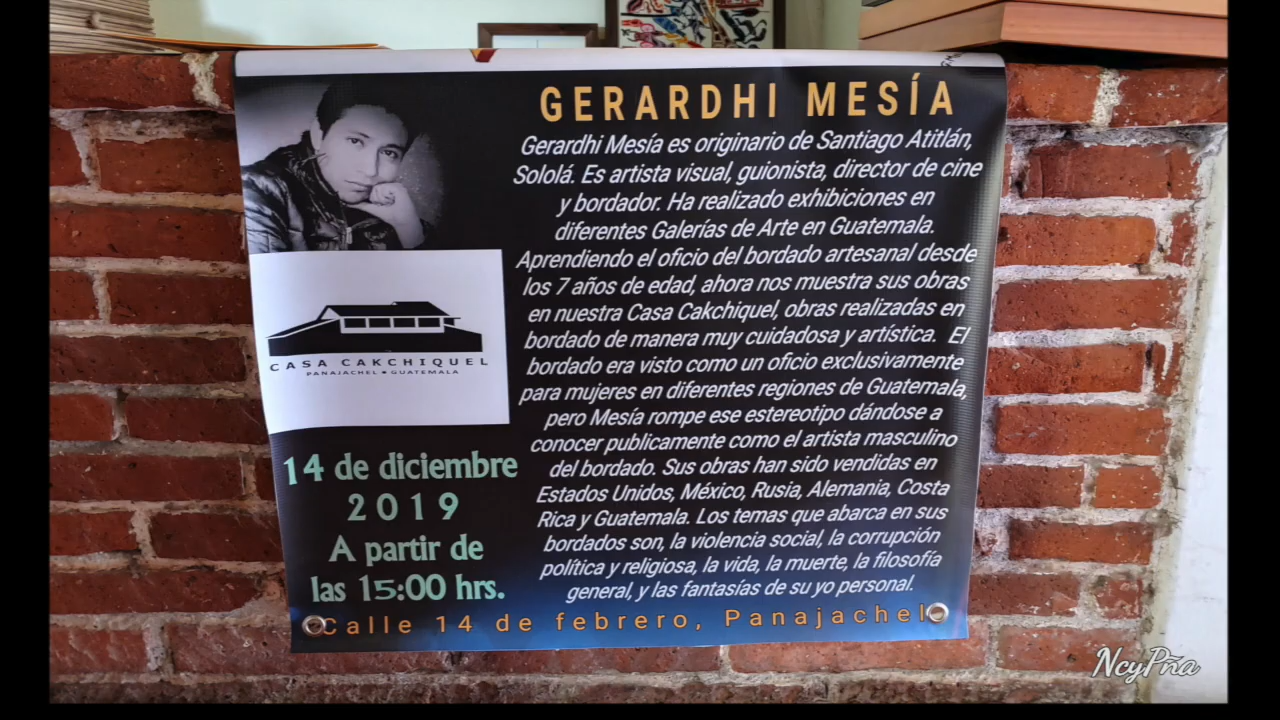 GERARDHI MESÍA
Gerardhi Mesía es originario de Santiago Atitlán,
Sololá. Es artista visual, guionista, director de cine
y bordador. Ha realizado exhibiciones en
diferentes Galerías de Arte en Guatemala.
Aprendiendo el oficio del bordado artesanal desde
los 7 años de edad, ahora nos muestra sus obras
en nuestra Casa Cakchiquel, obras realizadas en
bordado de manera muy cuidadosa y artística. El
bordado era visto como un oficio exclusivamente
para mujeres en diferentes regiones de Guatemala,
pero Mesía rompe ese estereotipo dándose a
conocer publicamente como el artista masculino
del bordado. Sus obras han sido vendidas en
Estados Unidos, México, Rusia, Alemania, Costa
Rica y Guatemala. Los temas que abarca en sus
bordados son, la violencia social, la corrupción
política y religiosa, la vida, la muerte, la filosofía
general, y las fantasías de su yo personal.
CASA CAKCHIQUEL
PANAJACHEL • GUATEMALA
14 de diciembre
2019
A partir de
las 15:00 hrs.
Calle 14 de febrero, Panajachel
NcyPña